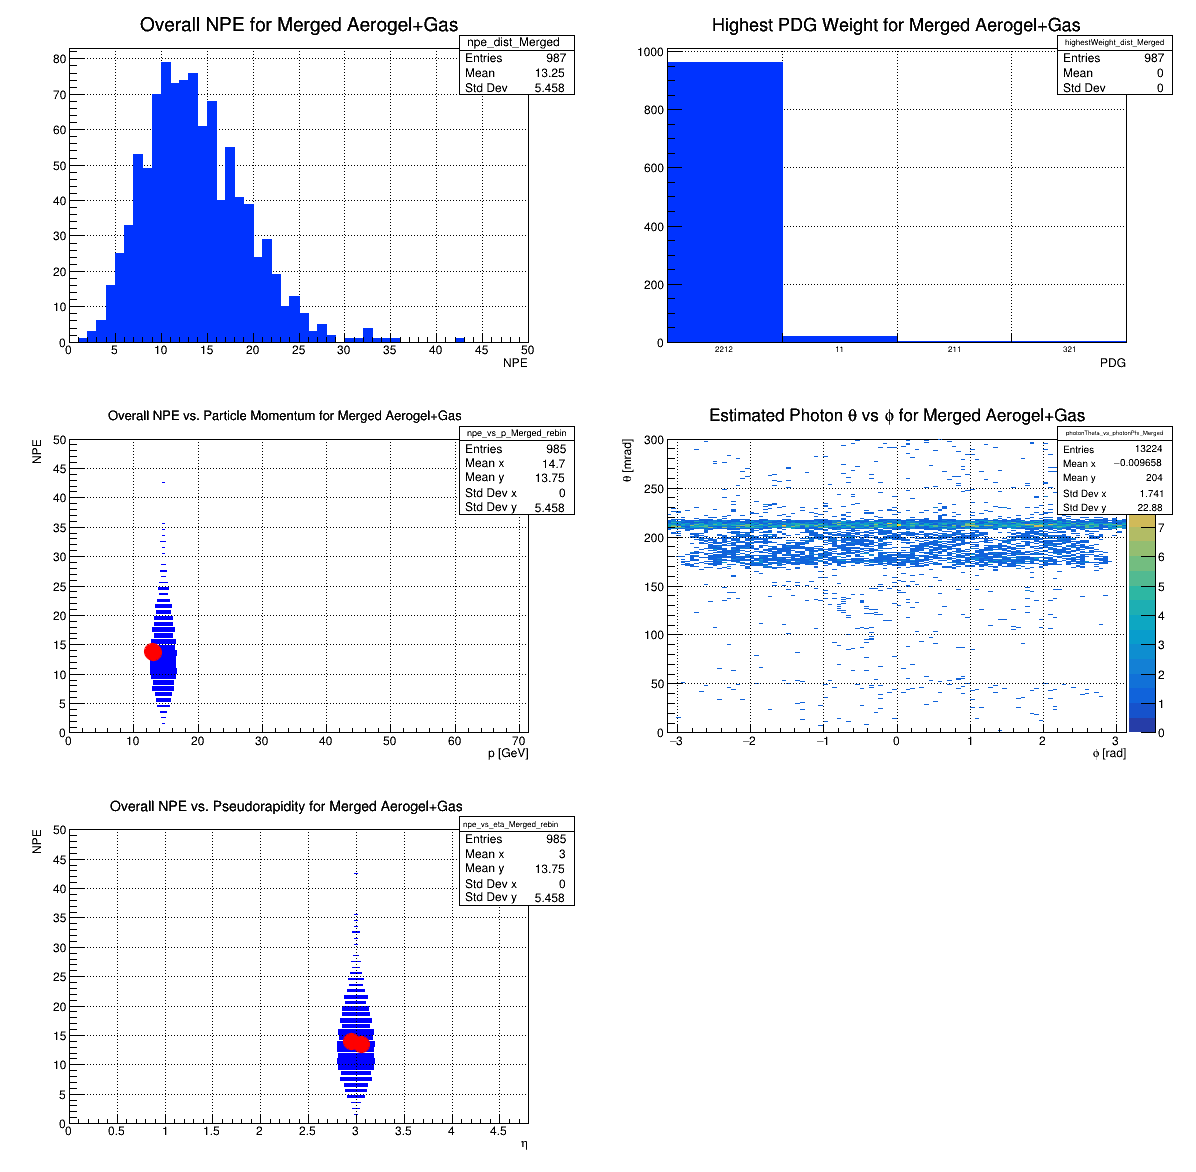 Overall NPE for Merged Aerogel+Gas
npe_dist_Merged
Entries 987
Mean 13.25
Std Dev 5.458
80
70
60
50
40
30
20
10
0
0 5 10 15 20 25 30 35 40 45 50
NPE
Highest PDG Weight for Merged Aerogel+Gas
highestWeight_dist_Merged
Entries 987
Mean 0
Std Dev 0
1000
800
600
400
200
0
2212 11 211 321
PDG
Overall NPE vs. Particle Momentum for Merged Aerogel+Gas
npe_vs_p_Merged_rebin
Entries 985
Mean x 14.7
Mean y 13.75
Std Dev x 0
Std Dev y 5.458
NPE
50
45
40
35
30
25
20
15
10
5
0
0 10 20 30 40 50 60 70
p [GeV]
Estimated Photon θ vs ϕ for Merged Aerogel+Gas
photonTheta_vs_photonPhi_Merged
Entries 13224
Mean x −0.009658
Mean y 204
Std Dev x 1.741
Std Dev y 22.88
θ [mrad]
300
250
200
150
100
50
0
−3 −2 −1 0 1 2 3
ϕ [rad]
7
6
5
4
3
2
1
0
Overall NPE vs. Pseudorapidity for Merged Aerogel+Gas
npe_vs_eta_Merged_rebin
Entries 985
Mean x 3
Mean y 13.75
Std Dev x 0
Std Dev y 5.458
NPE
50
45
40
35
30
25
20
15
10
5
0
0 0.5 1 1.5 2 2.5 3 3.5 4 4.5
η